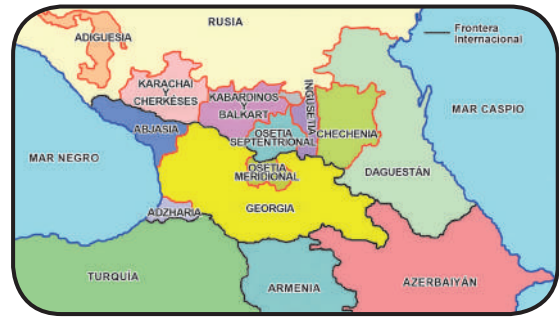 RUSIA
Frontera
Internacional
ADIGUESIA
KARACHAI
Y
CHERKÉSES
KABARDINOS
Y
BALKART
INGUSETIA
MAR CASPIO
ABJASIA
OSETIA
SEPTENTRIONAL
CHECHENIA
MAR NEGRO
OSETIA
MERIDIONAL
DAGUESTÁN
GEORGIA
ADZHARIA
TURQUÍA
ARMENIA
AZERBAIYÁN